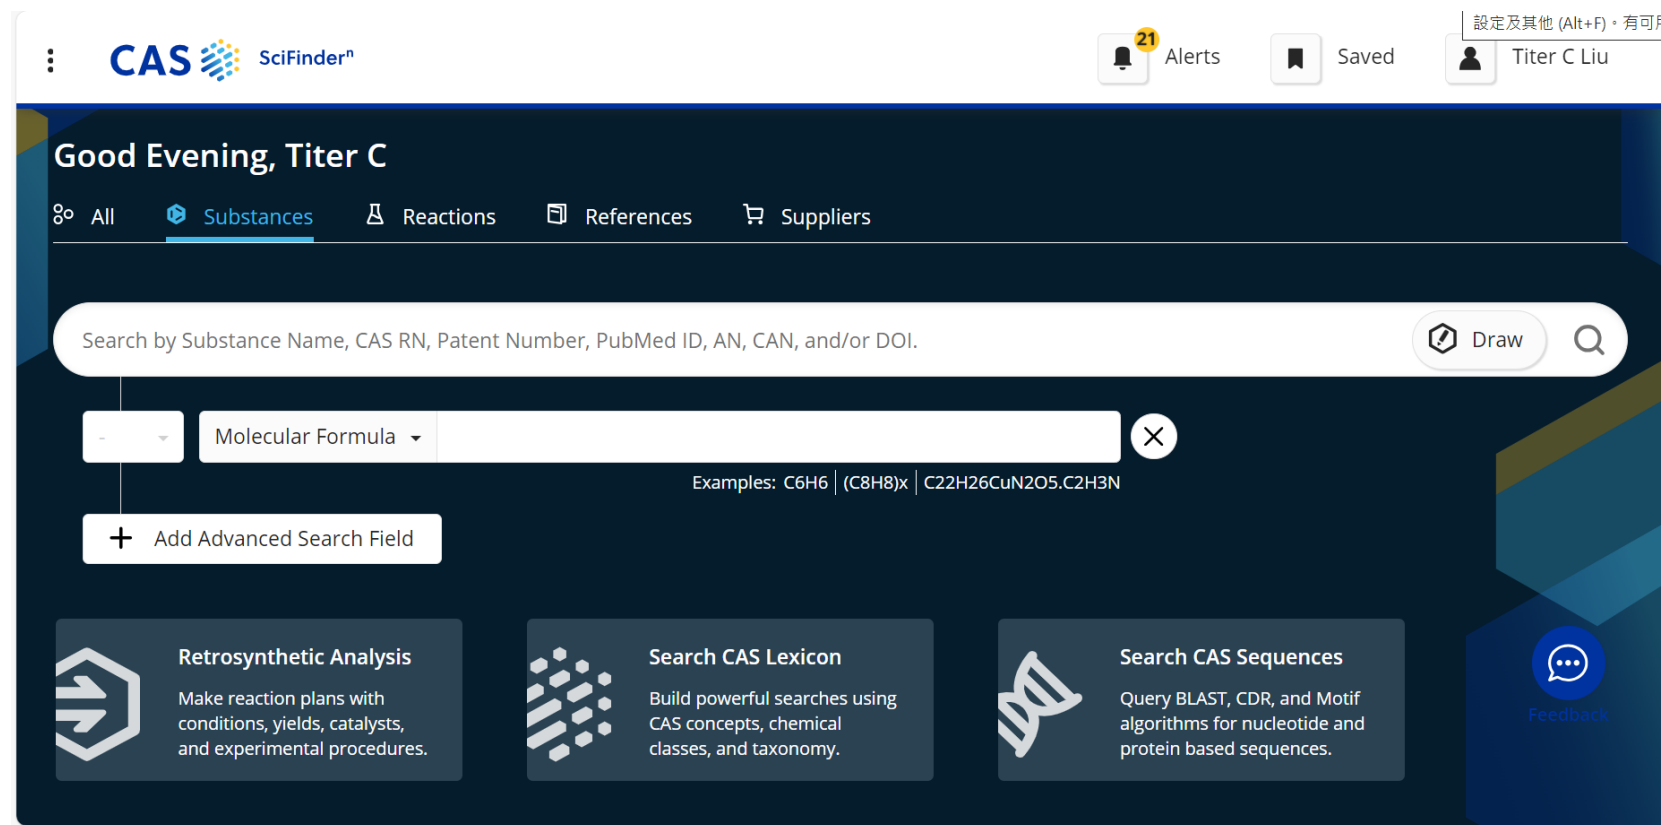 設定及其他 (Alt+F)。有可用
CAS SciFinderⁿ
21
Alerts
Saved
Titer C Liu
Good Evening, Titer C
All Substances Reactions References Suppliers
Search by Substance Name, CAS RN, Patent Number, PubMed ID, AN, CAN, and/or DOI.
Draw
- Molecular Formula
Examples: C6H6 | (C8H8)x | C22H26CuN2O5.C2H3N
+ Add Advanced Search Field
Retrosynthetic Analysis
Make reaction plans with
conditions, yields, catalysts,
and experimental procedures.
Search CAS Lexicon
Build powerful searches using
CAS concepts, chemical
classes, and taxonomy.
Search CAS Sequences
Query BLAST, CDR, and Motif
algorithms for nucleotide and
protein based sequences.
Feedback